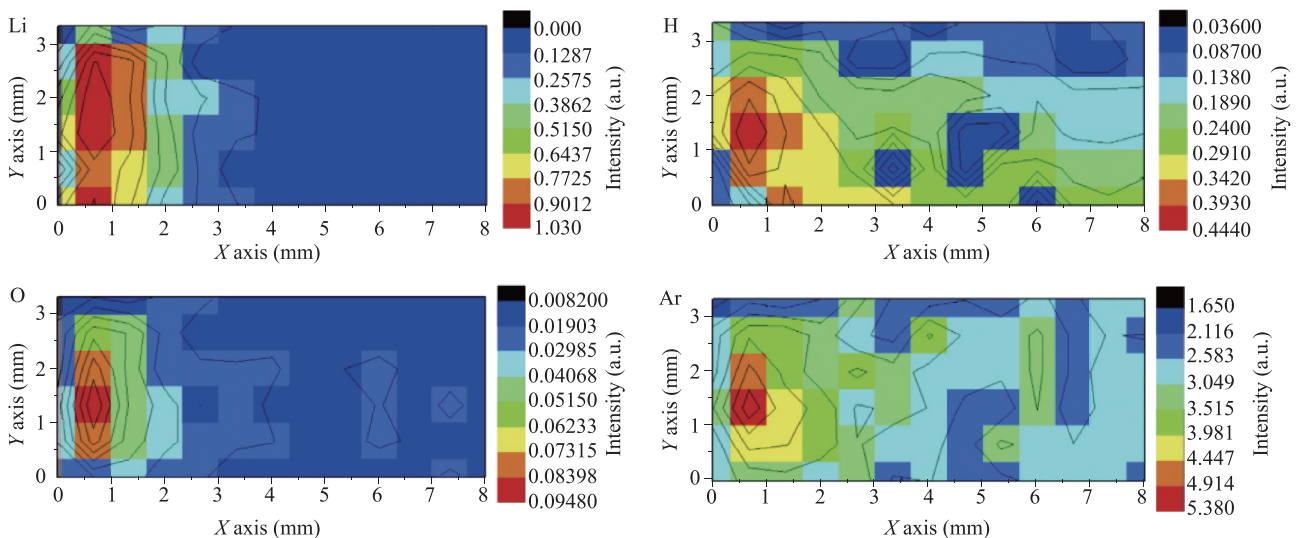 Li
Y axis (mm)
3
2
1
0
0 1 2 3 4 5 6 7 8
X axis (mm)
0.000
0.1287
0.2575
0.3862
0.5150
0.6437
0.7725
0.9012
1.030
Intensity (a.u.)
H
Y axis (mm)
3
2
1
0
0 1 2 3 4 5 6 7 8
X axis (mm)
0.03600
0.08700
0.1380
0.1890
0.2400
0.2910
0.3420
0.3930
0.4440
Intensity (a.u.)
O
Y axis (mm)
3
2
1
0
0 1 2 3 4 5 6 7 8
X axis (mm)
0.008200
0.01903
0.02985
0.04068
0.05150
0.06233
0.07315
0.08398
0.09480
Intensity (a.u.)
Ar
Y axis (mm)
3
2
1
0
0 1 2 3 4 5 6 7 8
X axis (mm)
1.650
2.116
2.583
3.049
3.515
3.981
4.447
4.914
5.380
Intensity (a.u.)